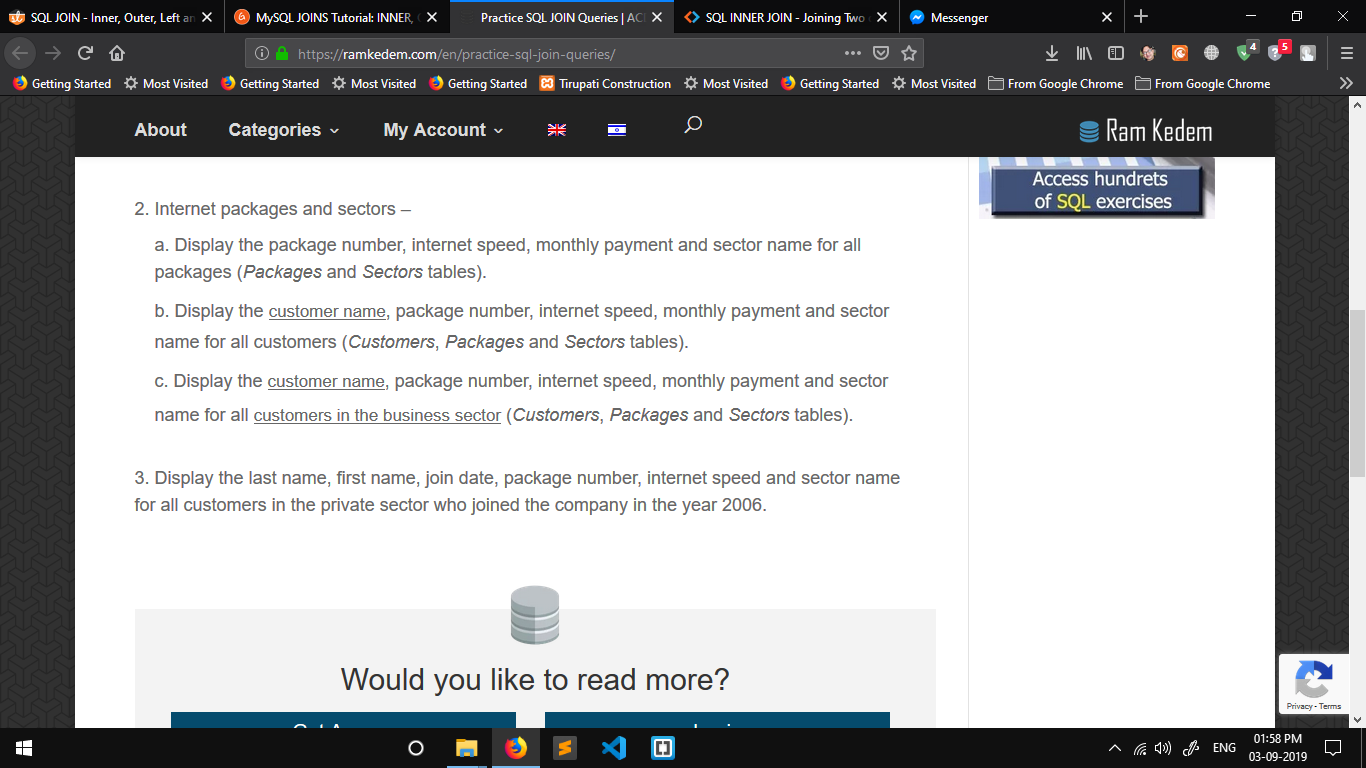 SQL JOIN - Inner, Outer, Left an
MySQL JOINS Tutorial: INNER,
Practice SQL JOIN Queries | AC
SQL INNER JOIN - Joining Two
Messenger
https://ramkedem.com/en/practice-sql-join-queries/
4
5
Getting Started
Most Visited
Getting Started
Most Visited
Getting Started
Tirupati Construction
Most Visited
Getting Started
Most Visited
From Google Chrome
From Google Chrome
About
Categories
My Account
Ram Kedem
Access hundrets
of SQL exercises
2. Internet packages and sectors –
a. Display the package number, internet speed, monthly payment and sector name for all
packages (Packages and Sectors tables).
b. Display the customer name, package number, internet speed, monthly payment and sector
name for all customers (Customers, Packages and Sectors tables).
c. Display the customer name, package number, internet speed, monthly payment and sector
name for all customers in the business sector (Customers, Packages and Sectors tables).
3. Display the last name, first name, join date, package number, internet speed and sector name
for all customers in the private sector who joined the company in the year 2006.
Would you like to read more?
Privacy - Terms
ENG
01:58 PM
03-09-2019